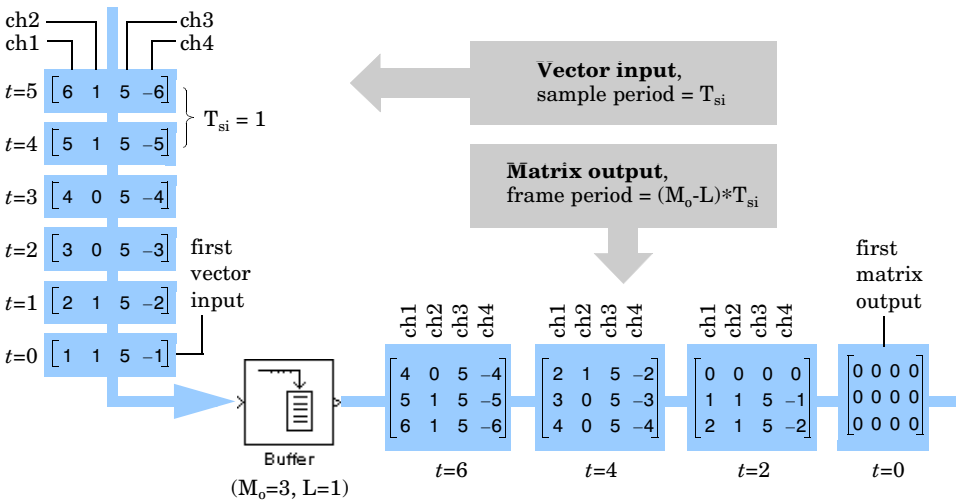 ch2
ch3
ch1
ch4
t=5 [6 1 5 −6]
T_si = 1
t=4 [5 1 5 −5]
t=3 [4 0 5 −4]
t=2 [3 0 5 −3]
t=1 [2 1 5 −2]
t=0 [1 1 5 −1]
first
vector
input
Vector input,
sample period = T_si
Matrix output,
frame period = (M_o-L)*T_si
first
matrix
output
Buffer
(M_o=3, L=1)
ch1 ch2 ch3 ch4
4 0 5 −4
5 1 5 −5
6 1 5 −6
t=6
ch1 ch2 ch3 ch4
2 1 5 −2
3 0 5 −3
4 0 5 −4
t=4
ch1 ch2 ch3 ch4
0 0 0 0
1 1 5 −1
2 1 5 −2
t=2
0 0 0 0
0 0 0 0
0 0 0 0
t=0